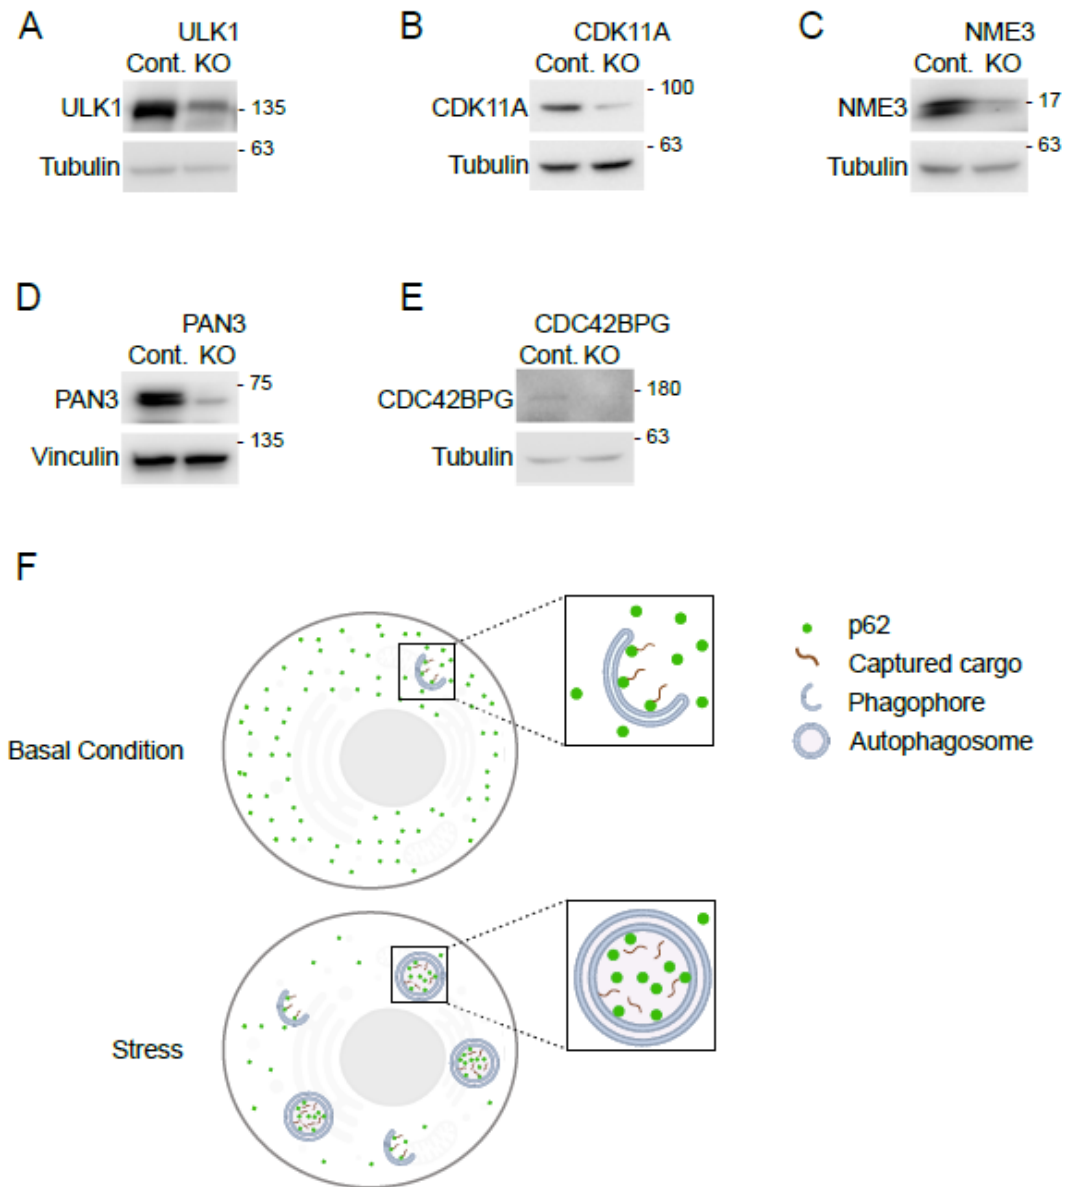 A
ULK1
Cont. KO
ULK1
- 135
- 63
Tubulin
B
CDK11A
Cont. KO
- 100
CDK11A
- 63
Tubulin
C
NME3
Cont. KO
NME3
- 17
- 63
Tubulin
D
PAN3
Cont. KO
- 75
PAN3
- 135
Vinculin
E
CDC42BPG
Cont. KO
CDC42BPG
- 180
- 63
Tubulin
F
Basal Condition
p62
Captured cargo
Phagophore
Autophagosome
Stress